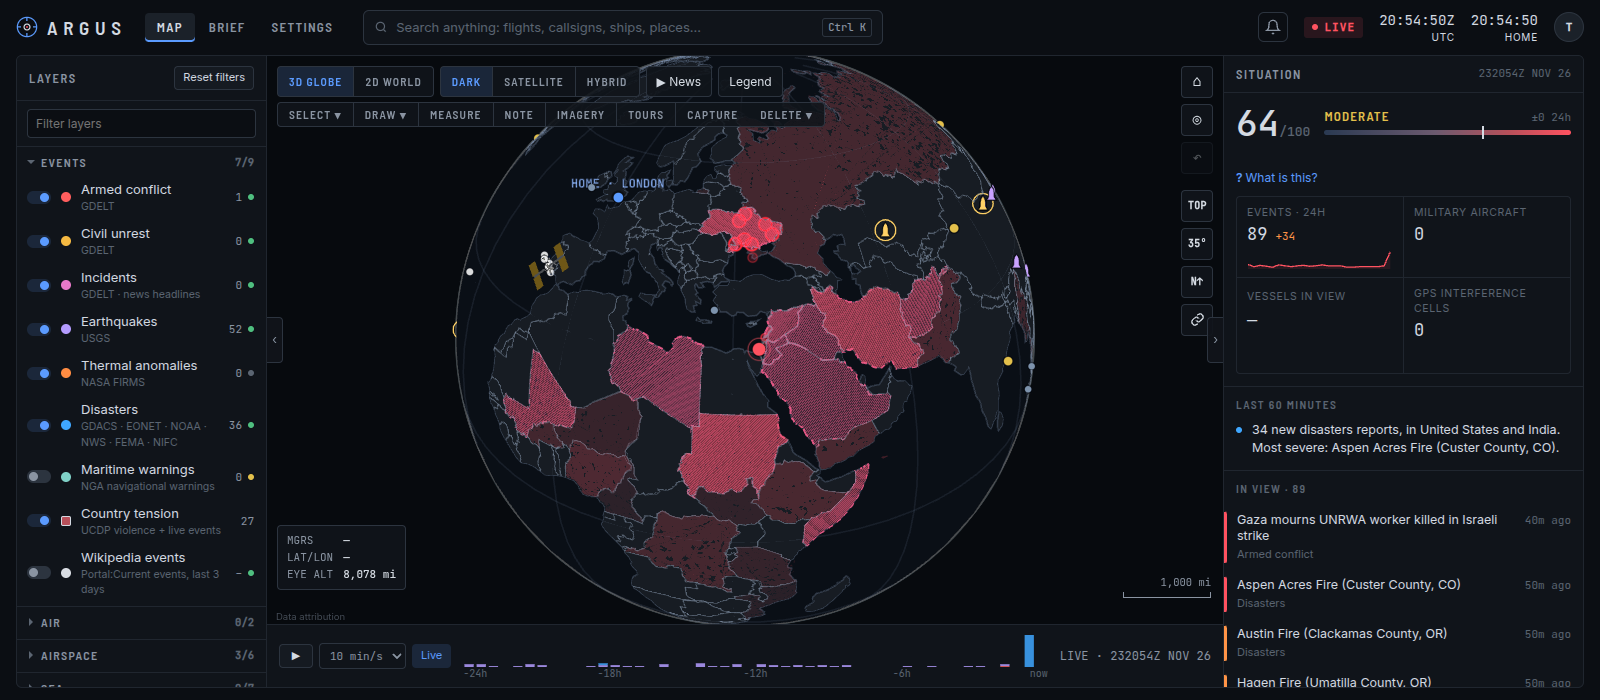 ARGUS
MAP
BRIEF
SETTINGS
Search anything: flights, callsigns, ships, places...
Ctrl K
LIVE
20:54:50Z
UTC
20:54:50
HOME
T
LAYERS
Reset filters
Filter layers
EVENTS 7/9
Armed conflict
GDELT
1
Civil unrest
GDELT
0
Incidents
GDELT · news headlines
0
Earthquakes
USGS
52
Thermal anomalies
NASA FIRMS
0
Disasters
GDACS · EONET · NOAA ·
NWS · FEMA · NIFC
36
Maritime warnings
NGA navigational warnings
0
Country tension
UCDP violence + live events
27
Wikipedia events
Portal:Current events, last 3
days
–
AIR 0/2
AIRSPACE 3/6
3D GLOBE
2D WORLD
DARK
SATELLITE
HYBRID
▶ News
Legend
SELECT ▾
DRAW ▾
MEASURE
NOTE
IMAGERY
TOURS
CAPTURE
DELETE ▾
HOME · LONDON
TOP
35°
N↑
MGRS –
LAT/LON –
EYE ALT 8,078 mi
Data attribution
1,000 mi
10 min/s
Live
-24h
-18h
-12h
-6h
now
LIVE · 232054Z NOV 26
SITUATION
232054Z NOV 26
64/100
MODERATE
±0 24h
? What is this?
EVENTS · 24H
89 +34
MILITARY AIRCRAFT
0
VESSELS IN VIEW
–
GPS INTERFERENCE
CELLS
0
LAST 60 MINUTES
34 new disasters reports, in United States and India.
Most severe: Aspen Acres Fire (Custer County, CO).
IN VIEW · 89
Gaza mourns UNRWA worker killed in Israeli
strike
40m ago
Armed conflict
Aspen Acres Fire (Custer County, CO)
50m ago
Disasters
Austin Fire (Clackamas County, OR)
50m ago
Disasters
Hagen Fire (Umatilla County, OR)
50m ago